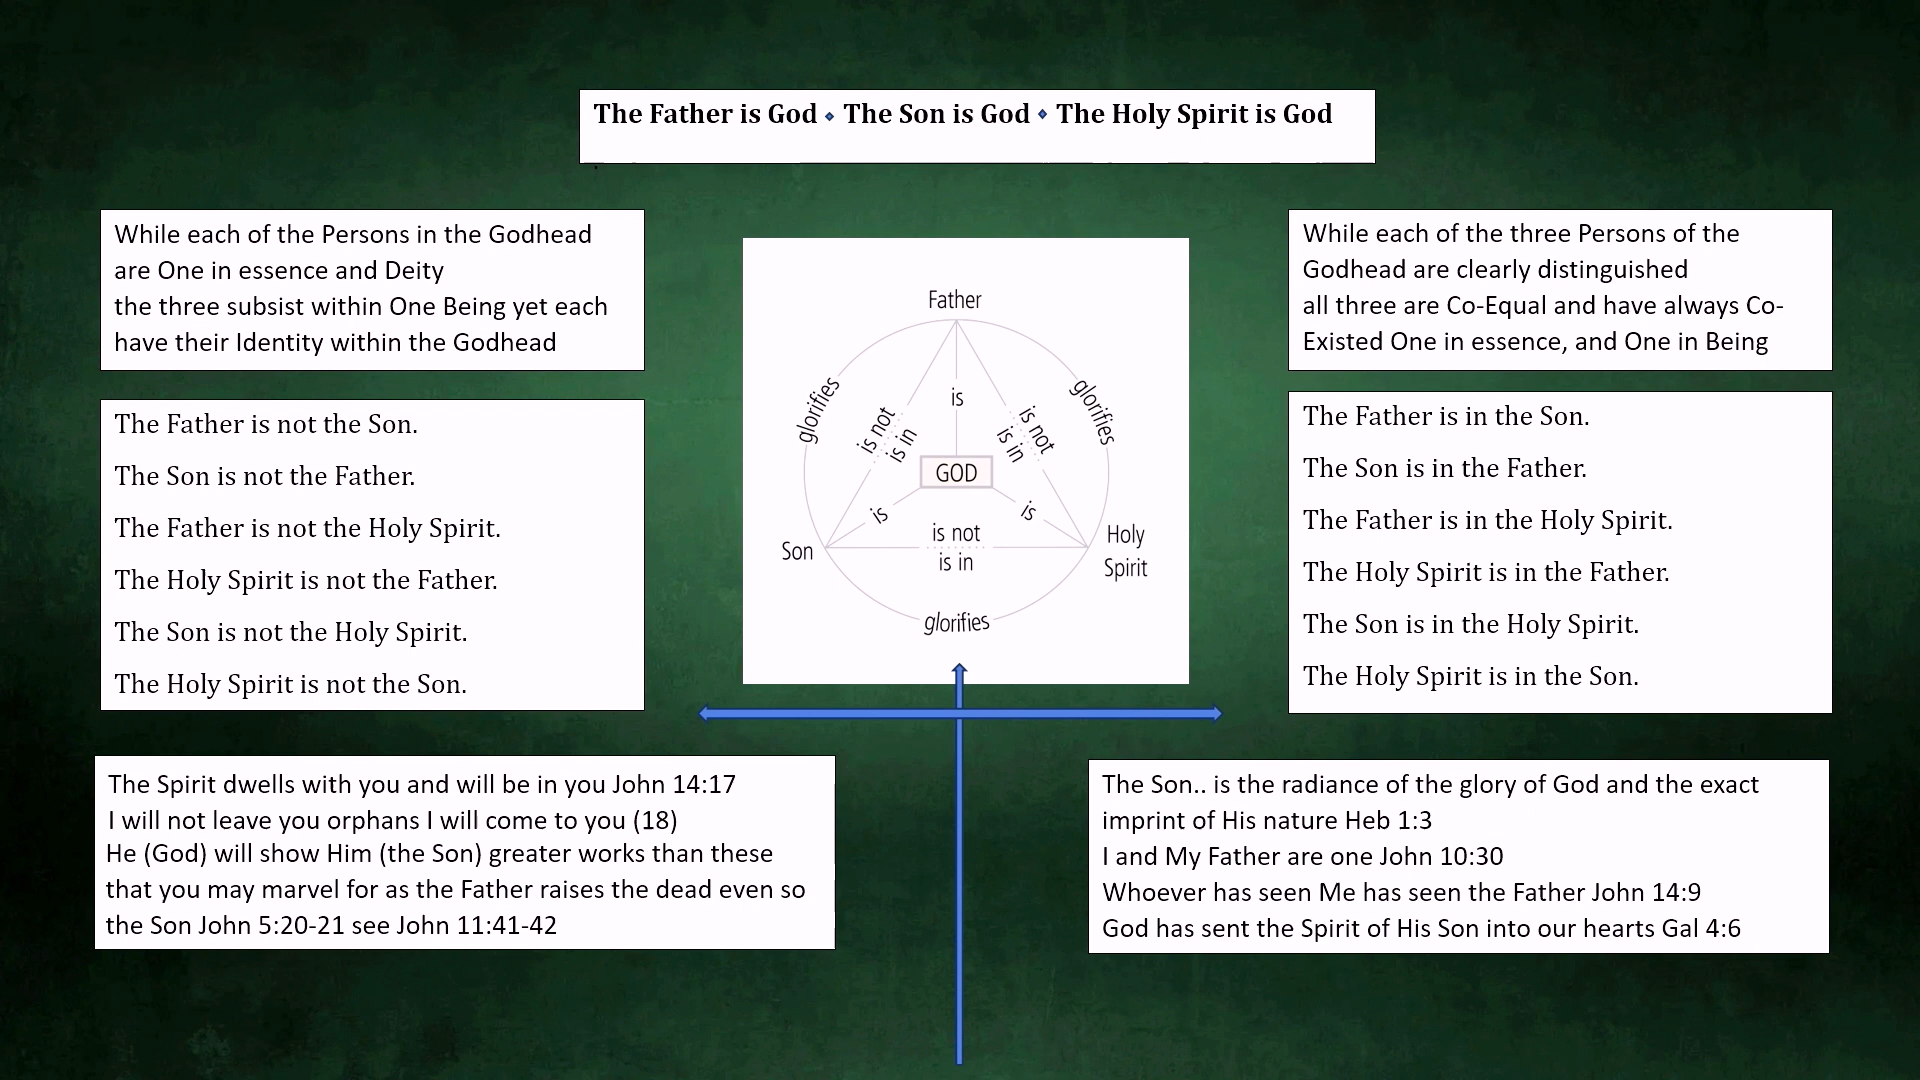 The Father is God • The Son is God • The Holy Spirit is God
While each of the Persons in the Godhead
are One in essence and Deity
the three subsist within One Being yet each
have their Identity within the Godhead
The Father is not the Son.
The Son is not the Father.
The Father is not the Holy Spirit.
The Holy Spirit is not the Father.
The Son is not the Holy Spirit.
The Holy Spirit is not the Son.
Father
glorifies
glorifies
is not
is in
is
is not
is in
GOD
is
is
Son
is not
is in
Holy
Spirit
glorifies
While each of the three Persons of the
Godhead are clearly distinguished
all three are Co-Equal and have always Co-
Existed One in essence, and One in Being
The Father is in the Son.
The Son is in the Father.
The Father is in the Holy Spirit.
The Holy Spirit is in the Father.
The Son is in the Holy Spirit.
The Holy Spirit is in the Son.
The Spirit dwells with you and will be in you John 14:17
I will not leave you orphans I will come to you (18)
He (God) will show Him (the Son) greater works than these
that you may marvel for as the Father raises the dead even so
the Son John 5:20-21 see John 11:41-42
The Son.. is the radiance of the glory of God and the exact
imprint of His nature Heb 1:3
I and My Father are one John 10:30
Whoever has seen Me has seen the Father John 14:9
God has sent the Spirit of His Son into our hearts Gal 4:6